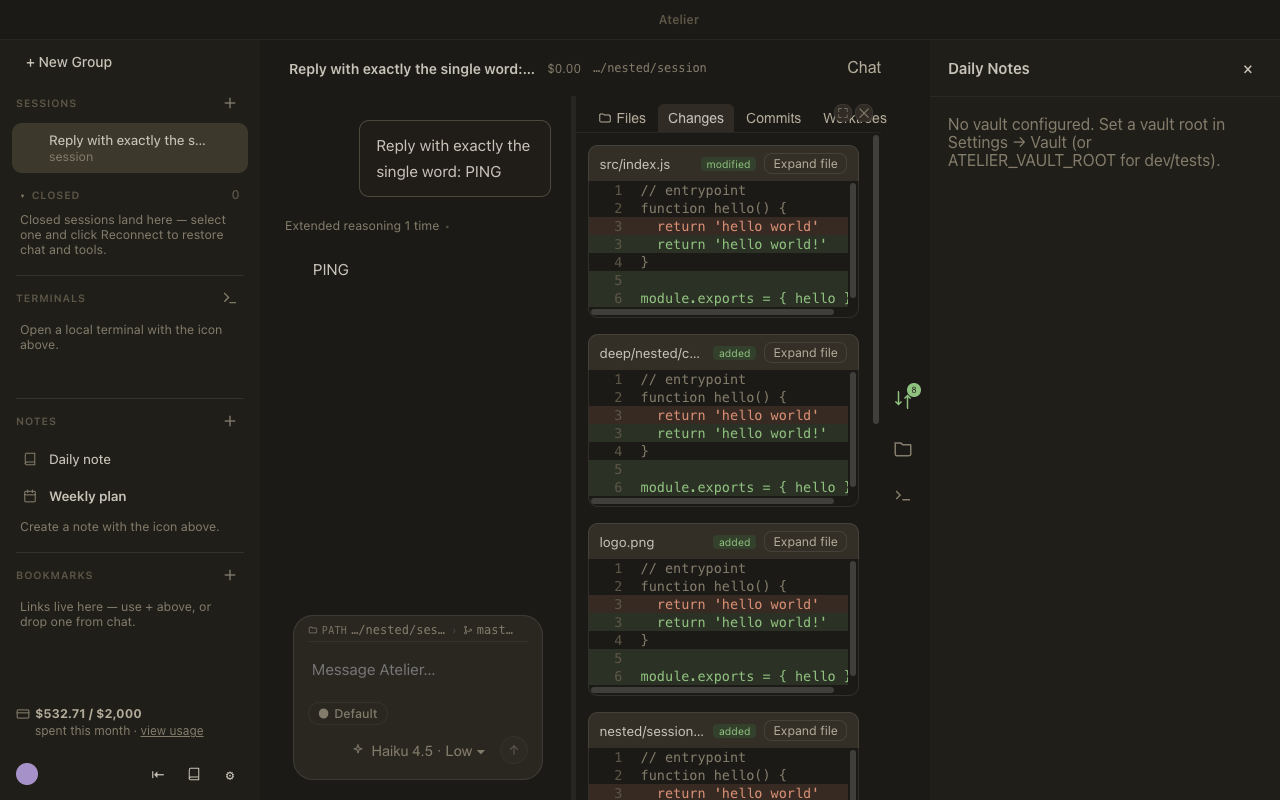 Atelier
+ New Group
SESSIONS
Reply with exactly the s...
session
CLOSED 0
Closed sessions land here — select
one and click Reconnect to restore
chat and tools.
TERMINALS
Open a local terminal with the icon
above.
NOTES
Daily note
Weekly plan
Create a note with the icon above.
BOOKMARKS
Links live here — use + above, or
drop one from chat.
$532.71 / $2,000
spent this month · view usage
Reply with exactly the single word:... $0.00 …/nested/session
Chat
Reply with exactly the
single word: PING
Extended reasoning 1 time
PING
PATH …/nested/ses… › mast…
Message Atelier...
Default
Haiku 4.5 · Low
Files Changes Commits Worktrees
src/index.js modified Expand file
1 // entrypoint
2 function hello() {
3 return 'hello world'
3 return 'hello world!'
4 }
5
6 module.exports = { hello }
deep/nested/c... added Expand file
1 // entrypoint
2 function hello() {
3 return 'hello world'
3 return 'hello world!'
4 }
5
6 module.exports = { hello }
logo.png added Expand file
1 // entrypoint
2 function hello() {
3 return 'hello world'
3 return 'hello world!'
4 }
5
6 module.exports = { hello }
nested/session... added Expand file
1 // entrypoint
2 function hello() {
3 return 'hello world'
8
Daily Notes
No vault configured. Set a vault root in
Settings → Vault (or
ATELIER_VAULT_ROOT for dev/tests).